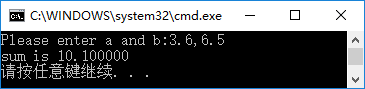 C:\WINDOWS\system32\cmd.exe
Please enter a and b:3.6,6.5
sum is 10.100000
请按任意键继续. . .